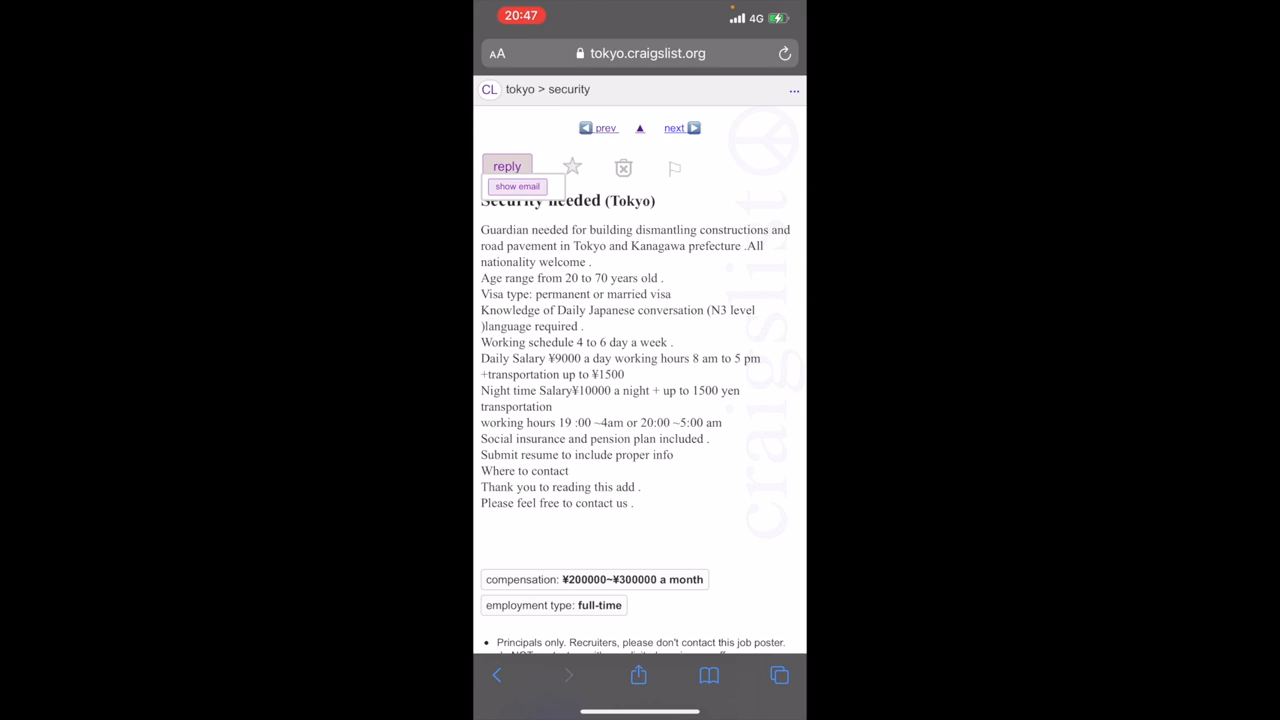 20:47
4G
AA
tokyo.craigslist.org
CL tokyo > security
...
prev
next
reply
show email
Security needed (Tokyo)
Guardian needed for building dismantling constructions and
road pavement in Tokyo and Kanagawa prefecture .All
nationality welcome .
Age range from 20 to 70 years old .
Visa type: permanent or married visa
Knowledge of Daily Japanese conversation (N3 level
)language required .
Working schedule 4 to 6 day a week .
Daily Salary ¥9000 a day working hours 8 am to 5 pm
+transportation up to ¥1500
Night time Salary¥10000 a night + up to 1500 yen
transportation
working hours 19 :00 ~4am or 20:00 ~5:00 am
Social insurance and pension plan included .
Submit resume to include proper info
Where to contact
Thank you to reading this add .
Please feel free to contact us .
craigslist
compensation: ¥200000~¥300000 a month
employment type: full-time
• Principals only. Recruiters, please don't contact this job poster.